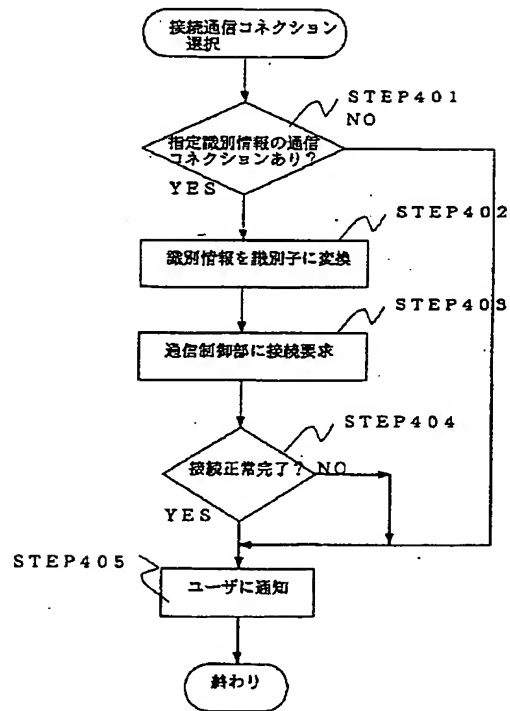 接続通信コネクション
選択
STEP401
NO
指定識別情報の通信
コネクションあり?
YES
STEP402
識別情報を識別子に変換
STEP403
通信制御部に接続要求
STEP404
接続正常完了?
NO
YES
STEP405
ユーザに通知
終わり